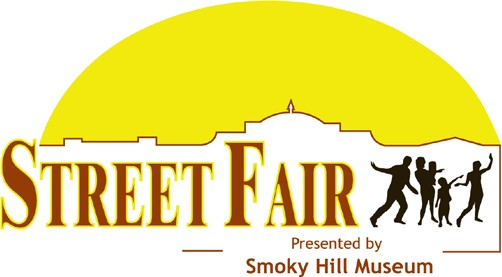 STREET FAIR
Presented by
Smoky Hill Museum